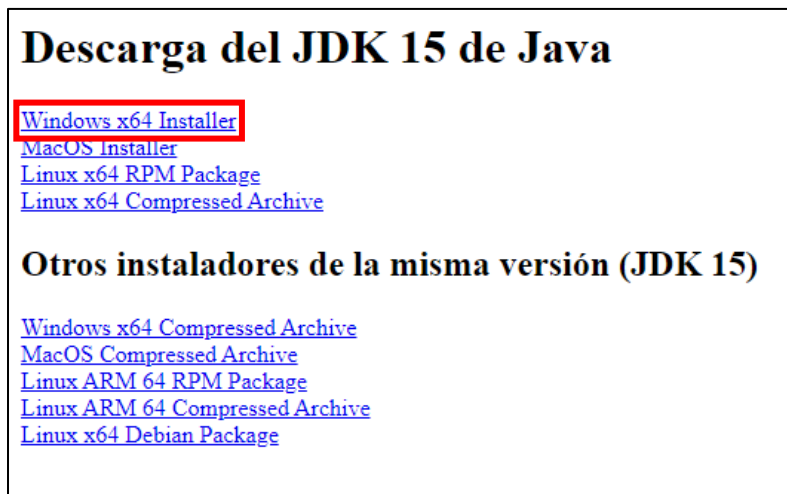 Descarga del JDK 15 de Java
Windows x64 Installer
MacOS Installer
Linux x64 RPM Package
Linux x64 Compressed Archive
Otros instaladores de la misma versión (JDK 15)
Windows x64 Compressed Archive
MacOS Compressed Archive
Linux ARM 64 RPM Package
Linux ARM 64 Compressed Archive
Linux x64 Debian Package